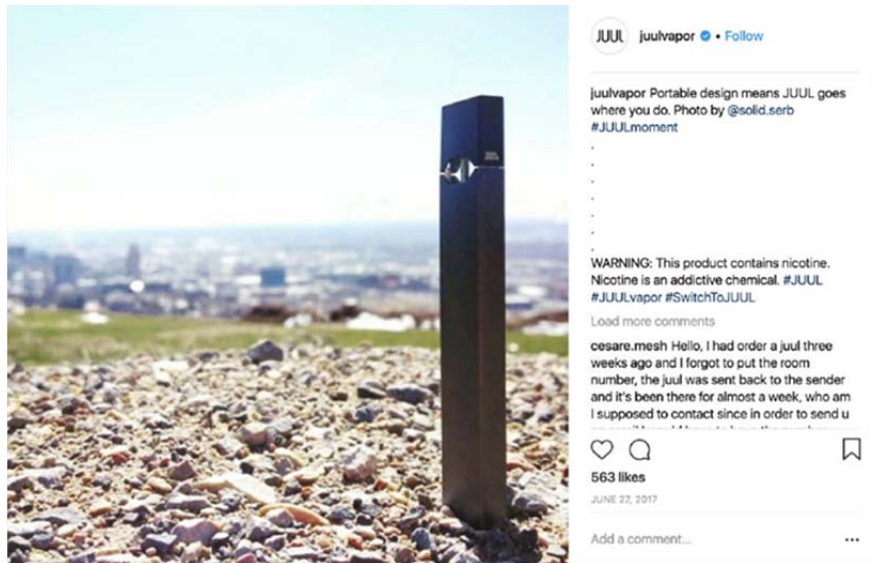 JUUL
juulvapor • Follow
juulvapor Portable design means JUUL goes
where you do. Photo by @solid.serb
#JUULmoment
.
.
.
.
.
.
.
WARNING: This product contains nicotine.
Nicotine is an addictive chemical. #JUUL
#JUULvapor #SwitchToJUUL
Load more comments
cesare.mesh Hello, I had order a juul three
weeks ago and I forgot to put the room
number, the juul was sent back to the sender
and it's been there for almost a week, who am
I supposed to contact since in order to send u
563 likes
JUNE 27, 2017
Add a comment...